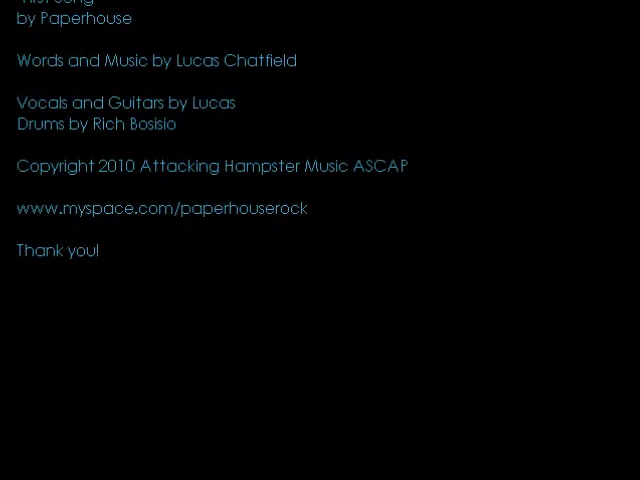 by Paperhouse
Words and Music by Lucas Chatfield
Vocals and Guitars by Lucas
Drums by Rich Bosisio
Copyright 2010 Attacking Hampster Music ASCAP
www.myspace.com/paperhouserock
Thank you!